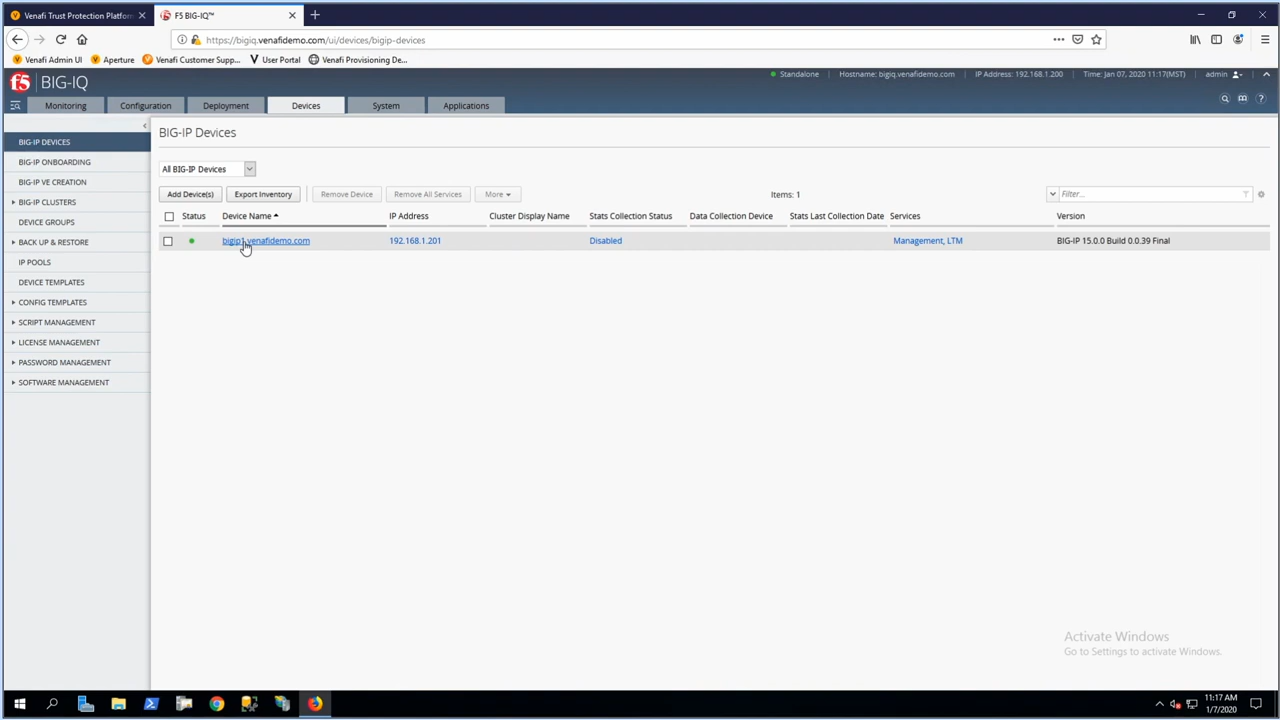 Venafi Trust Protection Platform
F5 BIG-IQ™
https://bigiq.venafidemo.com/ui/devices/bigip-devices
Venafi Admin UI
Aperture
Venafi Customer Supp...
User Portal
Venafi Provisioning De...
f5 BIG-IQ
Standalone
Hostname: bigiq.venafidemo.com
IP Address: 192.168.1.200
Time: Jan 07, 2020 11:17(MST)
admin
Monitoring
Configuration
Deployment
Devices
System
Applications
BIG-IP DEVICES
BIG-IP ONBOARDING
BIG-IP VE CREATION
BIG-IP CLUSTERS
DEVICE GROUPS
BACK UP & RESTORE
IP POOLS
DEVICE TEMPLATES
CONFIG TEMPLATES
SCRIPT MANAGEMENT
LICENSE MANAGEMENT
PASSWORD MANAGEMENT
SOFTWARE MANAGEMENT
BIG-IP Devices
All BIG-IP Devices
Add Device(s)
Export Inventory
Remove Device
Remove All Services
More
Items: 1
Filter...
Status
Device Name
IP Address
Cluster Display Name
Stats Collection Status
Data Collection Device
Stats Last Collection Date
Services
Version
bigip1.venafidemo.com
192.168.1.201
Disabled
Management, LTM
BIG-IP 15.0.0 Build 0.0.39 Final
Activate Windows
Go to Settings to activate Windows.
11:17 AM
1/7/2020